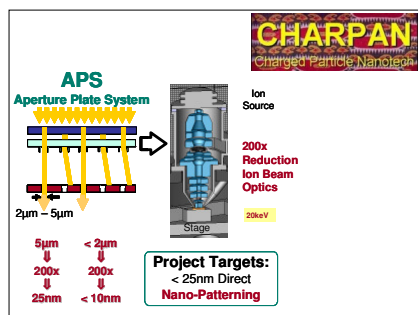 CHARPAN
Charged Particle Nanotech
APS
Aperture Plate System
2µm – 5µm
5µm
⇓
200x
⇓
25nm
< 2µm
⇓
200x
⇓
< 10nm
Ion
Source
200x
Reduction
Ion Beam
Optics
20keV
Stage
Project Targets:
< 25nm Direct
Nano-Patterning